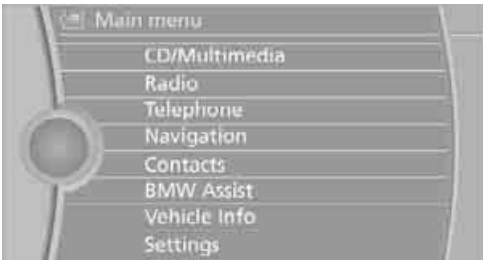 Main menu
CD/Multimedia
Radio
Telephone
Navigation
Contacts
BMW Assist
Vehicle Info
Settings